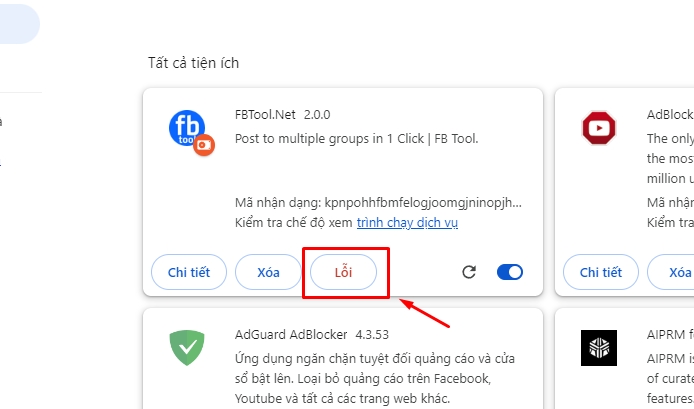 Tất cả tiện ích
fb
tool
FBTool.Net 2.0.0
Post to multiple groups in 1 Click | FB Tool.
Mã nhận dạng: kpnpohhfbmfelogjoomgjninopjh...
Kiểm tra chế độ xem trình chạy dịch vụ
Chi tiết Xóa Lỗi
AdBlock
The only
the mos
million u
Mã nhận
Kiểm tra
Chi tiết Xóa
AdGuard AdBlocker 4.3.53
Ứng dụng ngăn chặn tuyệt đối quảng cáo và cửa
sổ bật lên. Loại bỏ quảng cáo trên Facebook,
Youtube và tất cả các trang web khác.
AIPRM f
AIPRM is
of curate
features.